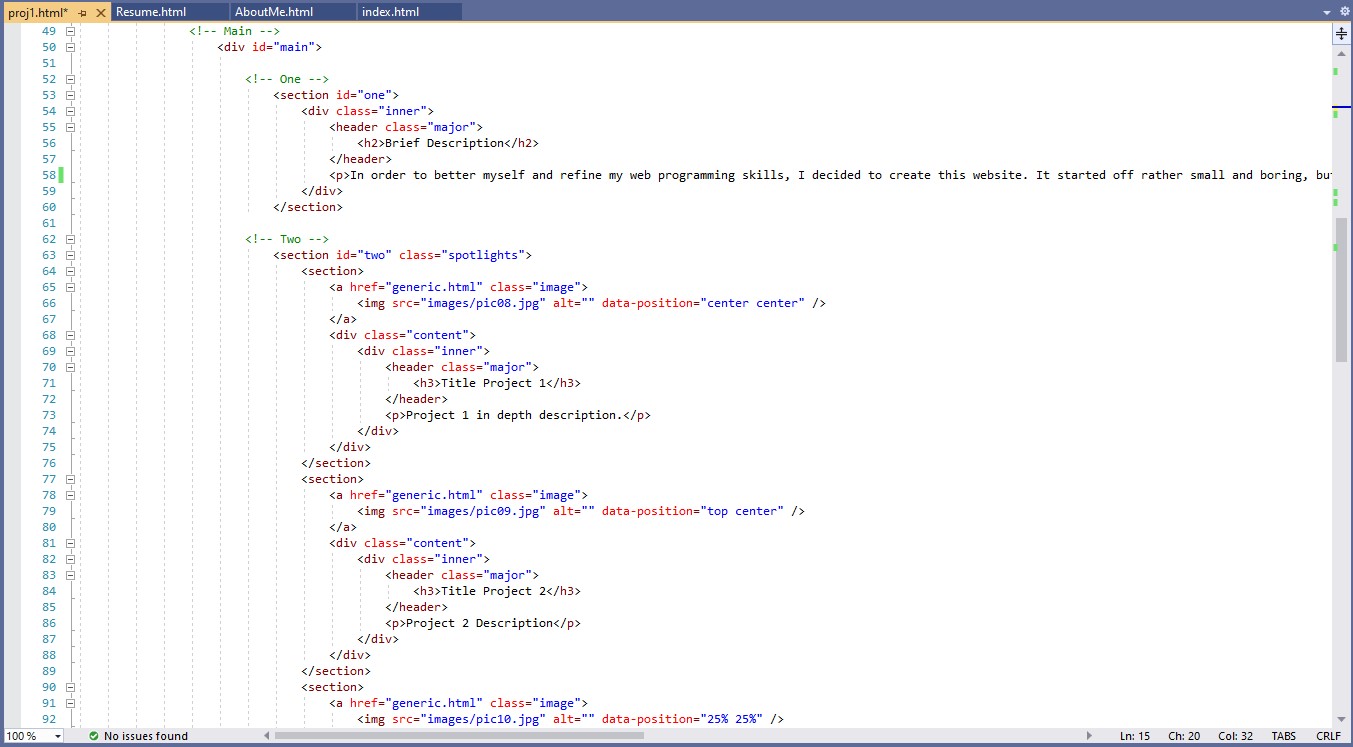 proj1.html* Resume.html AboutMe.html index.html
49 <!-- Main -->
50 <div id="main">
51
52 <!-- One -->
53 <section id="one">
54 <div class="inner">
55 <header class="major">
56 <h2>Brief Description</h2>
57 </header>
58 <p>In order to better myself and refine my web programming skills, I decided to create this website. It started off rather small and boring, bu
59 </div>
60 </section>
61
62 <!-- Two -->
63 <section id="two" class="spotlights">
64 <section>
65 <a href="generic.html" class="image">
66 <img src="images/pic08.jpg" alt="" data-position="center center" />
67 </a>
68 <div class="content">
69 <div class="inner">
70 <header class="major">
71 <h3>Title Project 1</h3>
72 </header>
73 <p>Project 1 in depth description.</p>
74 </div>
75 </div>
76 </section>
77 <section>
78 <a href="generic.html" class="image">
79 <img src="images/pic09.jpg" alt="" data-position="top center" />
80 </a>
81 <div class="content">
82 <div class="inner">
83 <header class="major">
84 <h3>Title Project 2</h3>
85 </header>
86 <p>Project 2 Description</p>
87 </div>
88 </div>
89 </section>
90 <section>
91 <a href="generic.html" class="image">
92 <img src="images/pic10.jpg" alt="" data-position="25% 25%" />
100 % No issues found Ln: 15 Ch: 20 Col: 32 TABS CRLF